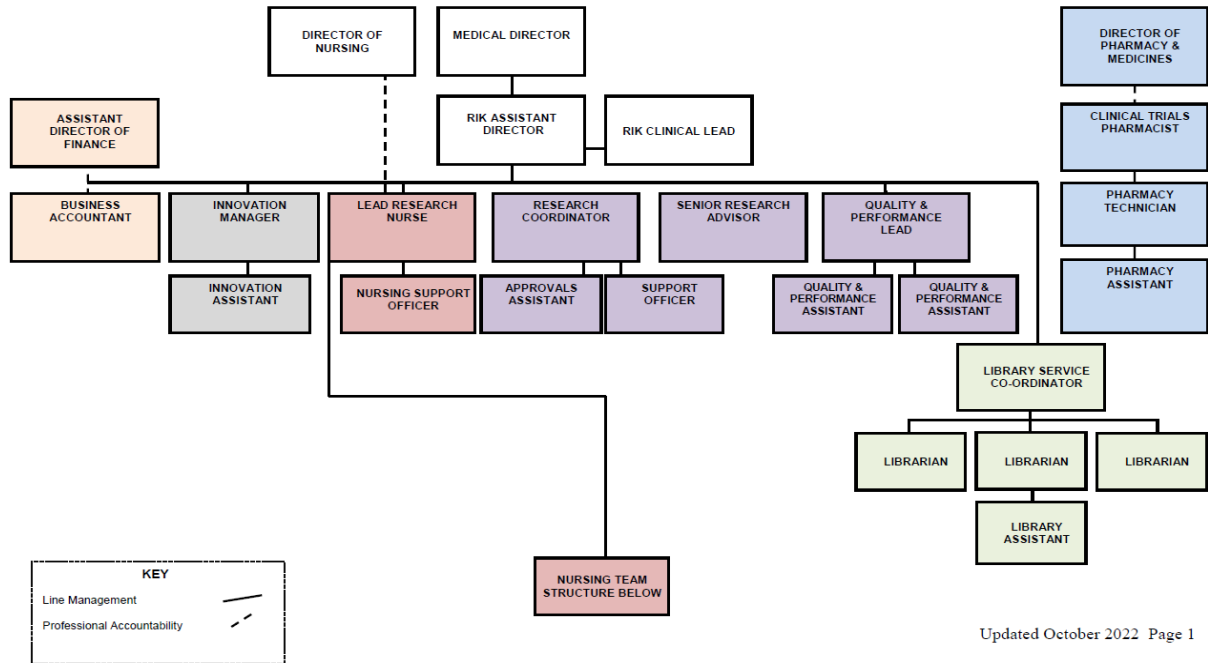 DIRECTOR OF
NURSING
MEDICAL DIRECTOR
DIRECTOR OF
PHARMACY &
MEDICINES
ASSISTANT
DIRECTOR OF
FINANCE
RIK ASSISTANT
DIRECTOR
RIK CLINICAL LEAD
CLINICAL TRIALS
PHARMACIST
BUSINESS
ACCOUNTANT
INNOVATION
MANAGER
LEAD RESEARCH
NURSE
RESEARCH
COORDINATOR
SENIOR RESEARCH
ADVISOR
QUALITY &
PERFORMANCE
LEAD
PHARMACY
TECHNICIAN
INNOVATION
ASSISTANT
NURSING SUPPORT
OFFICER
APPROVALS
ASSISTANT
SUPPORT
OFFICER
QUALITY &
PERFORMANCE
ASSISTANT
QUALITY &
PERFORMANCE
ASSISTANT
PHARMACY
ASSISTANT
LIBRARY SERVICE
CO-ORDINATOR
LIBRARIAN
LIBRARIAN
LIBRARIAN
LIBRARY
ASSISTANT
NURSING TEAM
STRUCTURE BELOW
KEY
Line Management
Professional Accountability
Updated October 2022 Page 1